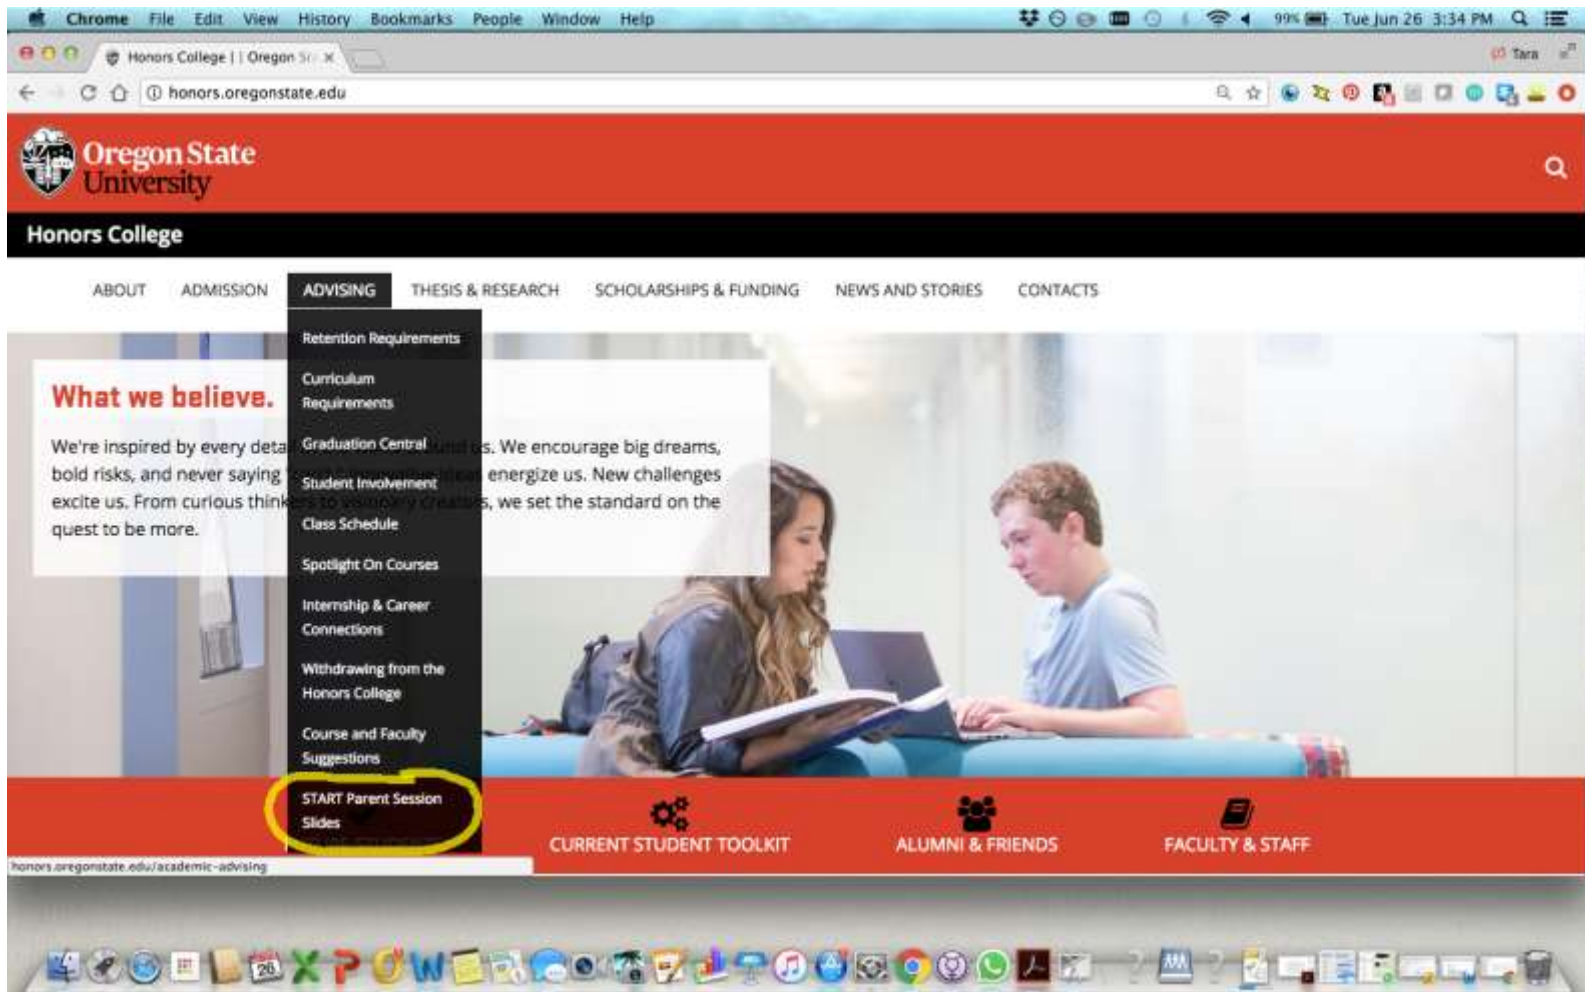 Chrome File Edit View History Bookmarks People Window Help
99% Tue Jun 26 3:34 PM
Honors College | | Oregon
Tara
honors.oregonstate.edu
Oregon State
University
Honors College
ABOUT ADMISSION ADVISING THESIS & RESEARCH SCHOLARSHIPS & FUNDING NEWS AND STORIES CONTACTS
Retention Requirements
Curriculum
Requirements
Graduation Central
Student Involvement
Class Schedule
Spotlight On Courses
Internship & Career
Connections
Withdrawing from the
Honors College
Course and Faculty
Suggestions
START Parent Session
Slides
What we believe.
We're inspired by every us. We encourage big dreams,
bold risks, and never saying energize us. New challenges
excite us. From curious we set the standard on the
quest to be more.
CURRENT STUDENT TOOLKIT
ALUMNI & FRIENDS
FACULTY & STAFF
honors.oregonstate.edu/academic-advising
26